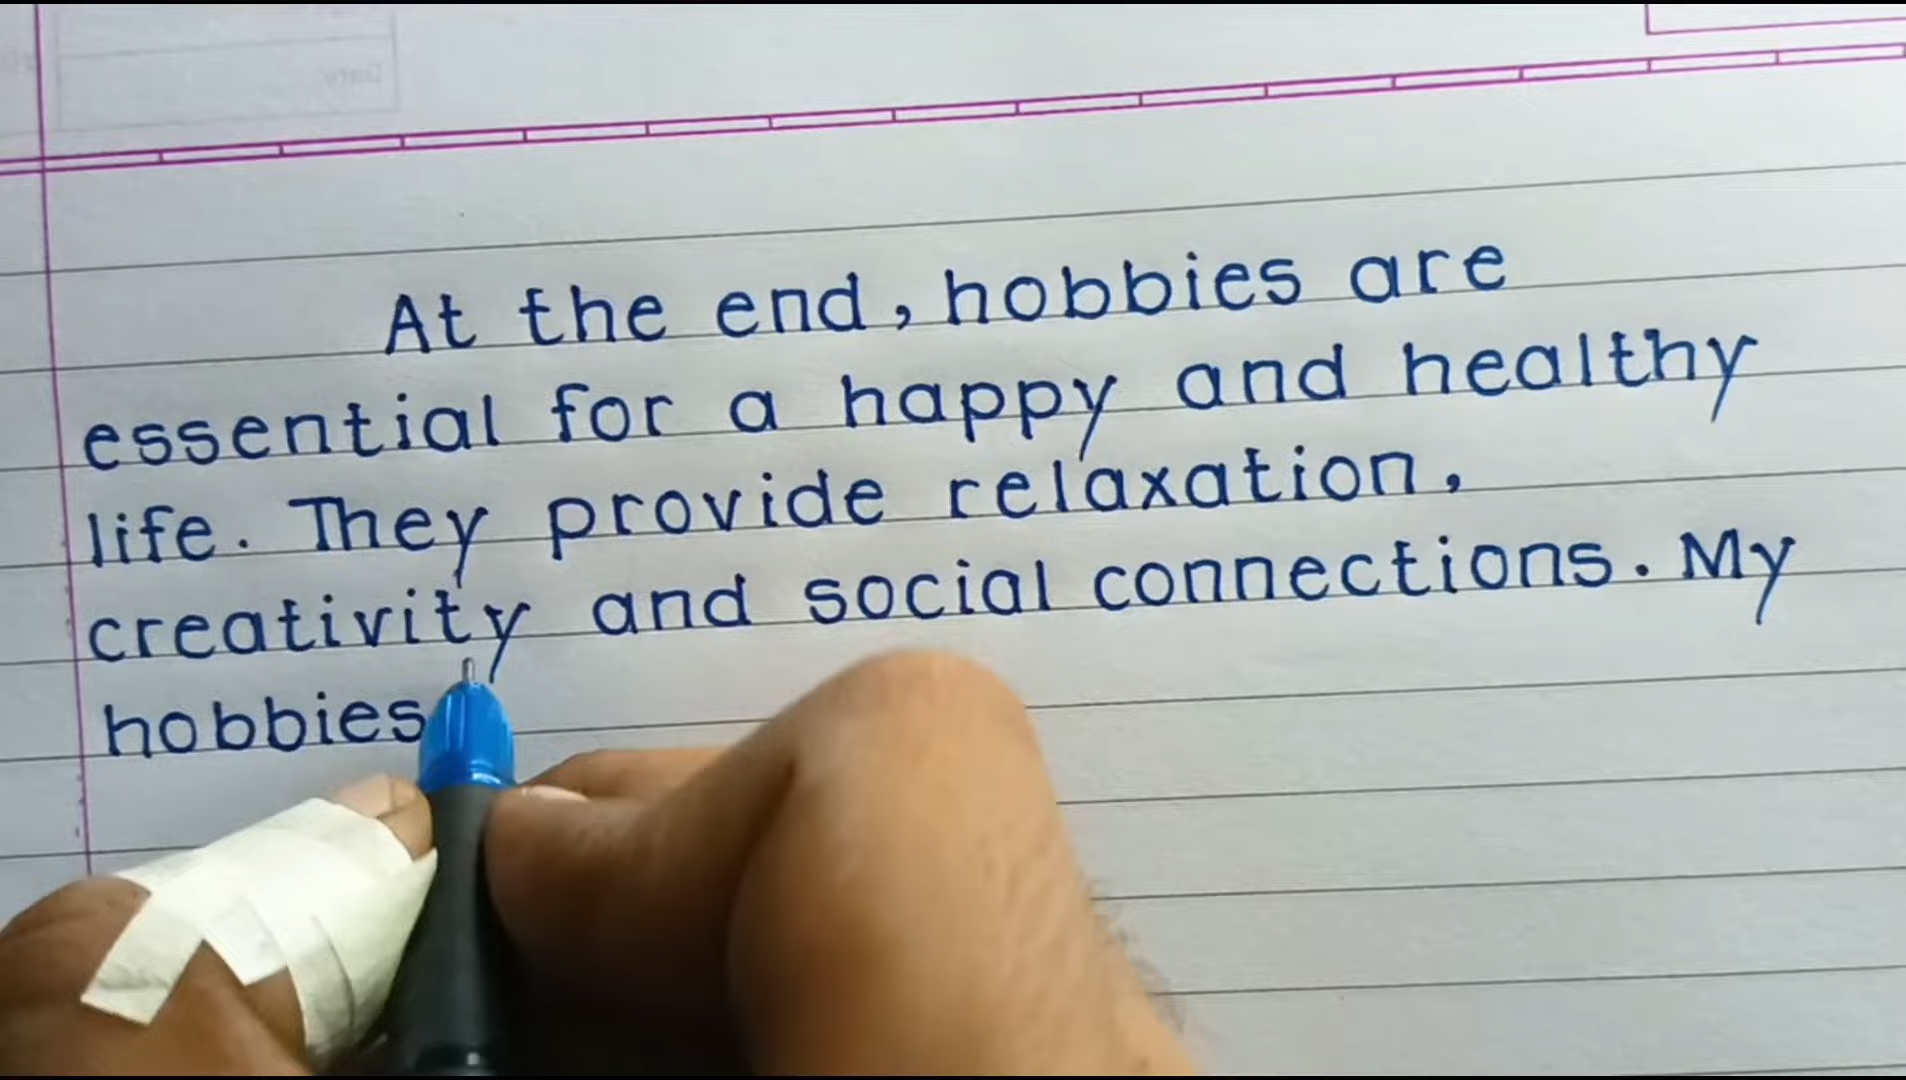 At the end, hobbies are
essential for a happy and healthy
life. They provide relaxation,
creativity and social connections. My
hobbies